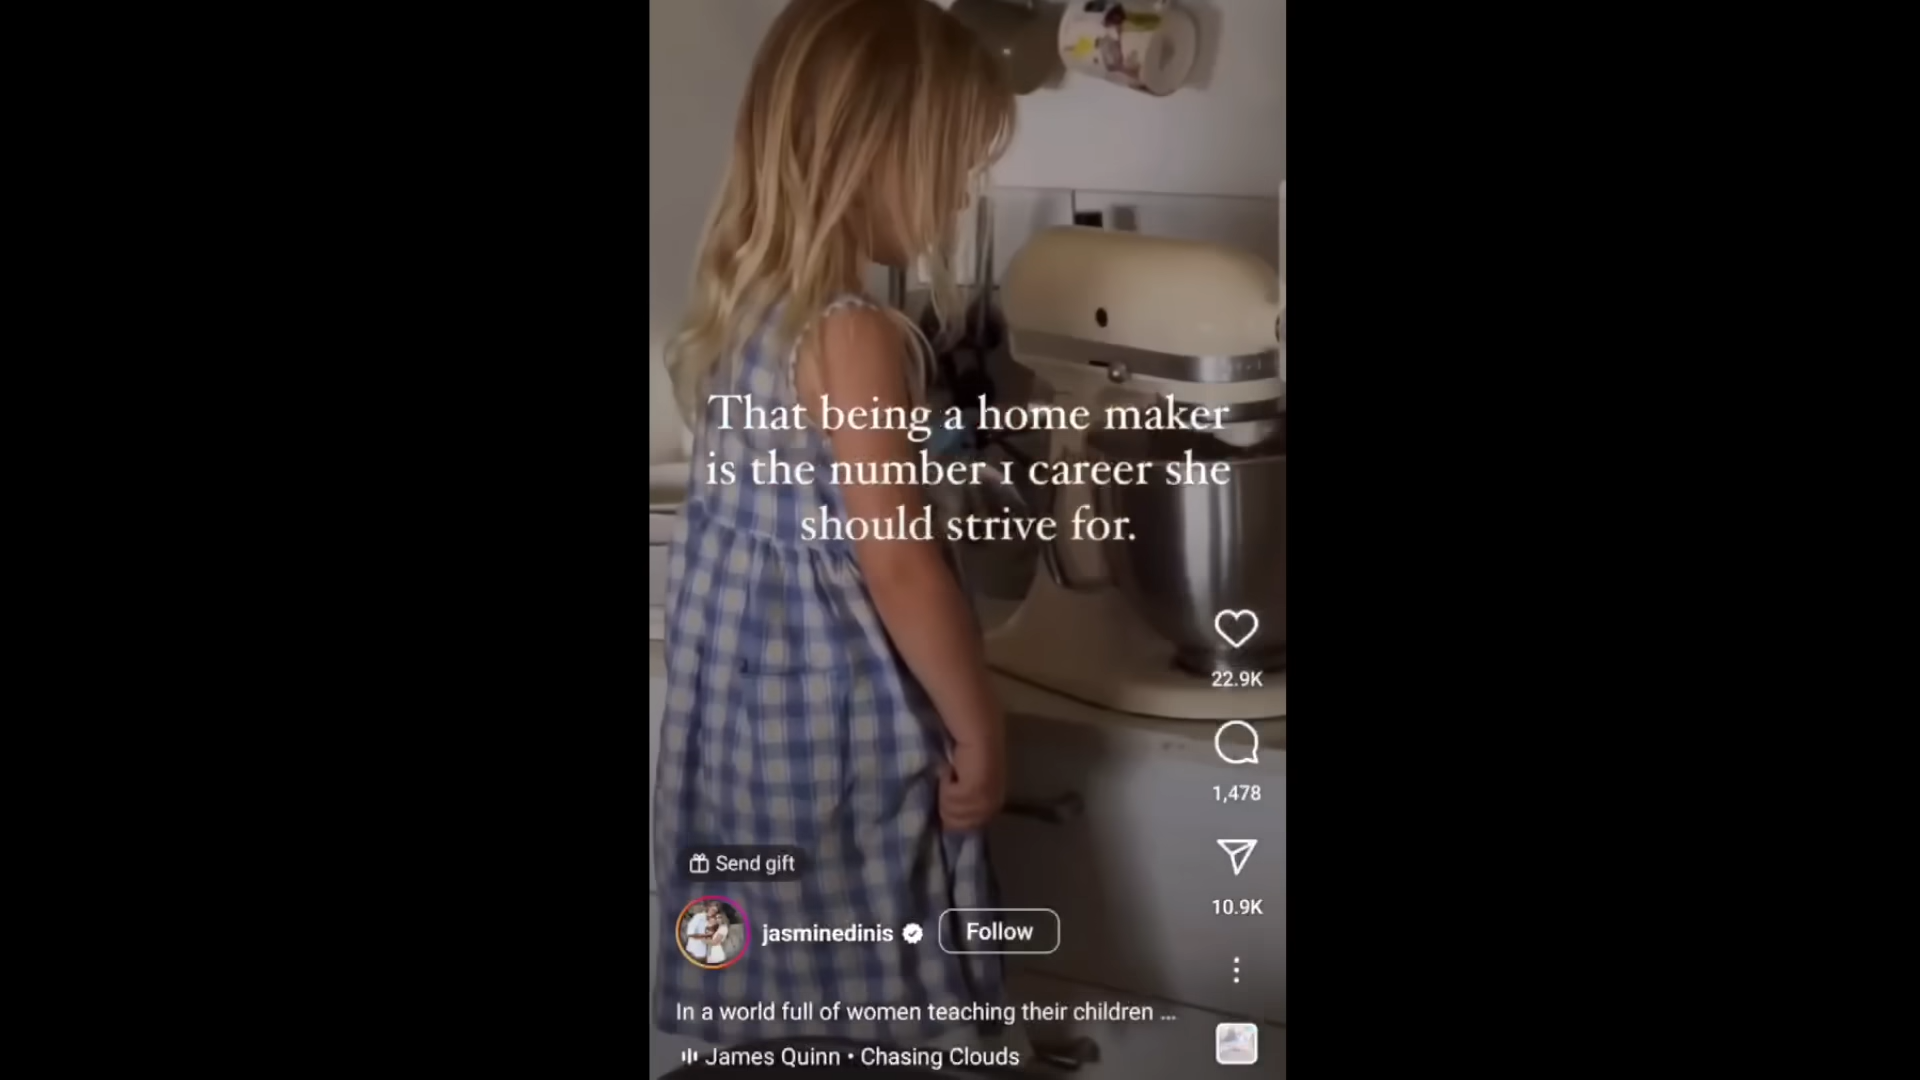 That being a home maker
is the number 1 career she
should strive for.
22.9K
1,478
10.9K
Send gift
jasminedinis
Follow
In a world full of women teaching their children ...
James Quinn • Chasing Clouds